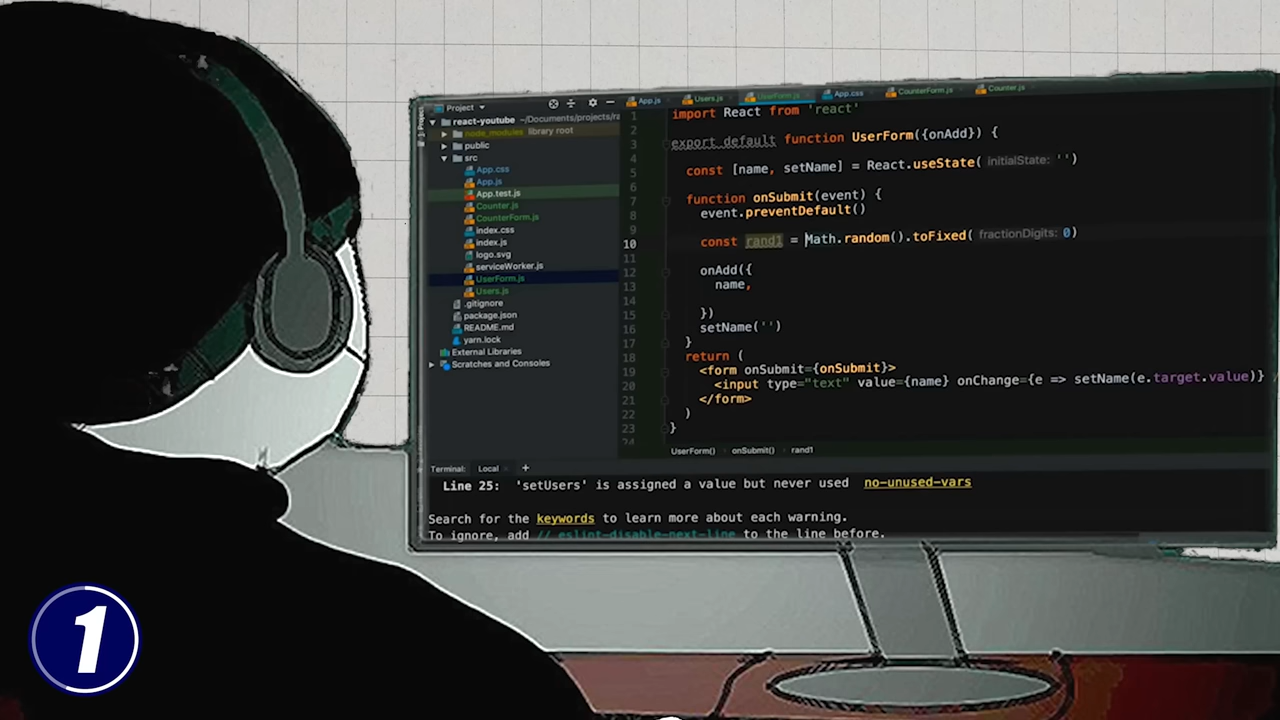 Project
App.js Users.js UserForm.js App.css CounterForm.js Counter.js
react-youtube ~/Documents/projects/ra
node_modules library root
public
src
App.css
App.js
App.test.js
Counter.js
CounterForm.js
index.css
index.js
logo.svg
serviceWorker.js
UserForm.js
Users.js
.gitignore
package.json
README.md
yarn.lock
External Libraries
Scratches and Consoles
1 import React from 'react'
2
3 export default function UserForm({onAdd}) {
4
5 const [name, setName] = React.useState( initialState: '')
6
7 function onSubmit(event) {
8 event.preventDefault()
9
10 const rand1 = Math.random().toFixed( fractionDigits: 0)
11
12 onAdd({
13 name,
14
15 })
16 setName('')
17 }
18 return (
19 <form onSubmit={onSubmit}>
20 <input type="text" value={name} onChange={e => setName(e.target.value)}
21 </form>
22 )
23 }
24
UserForm() onSubmit() rand1
Terminal: Local +
Line 25: 'setUsers' is assigned a value but never used no-unused-vars
Search for the keywords to learn more about each warning.
To ignore, add // eslint-disable-next-line to the line before.
1